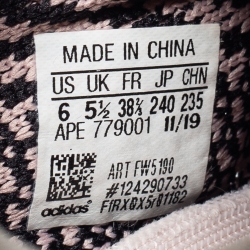 MADE IN CHINA
US UK FR JP CHN
6 5½ 38⅔ 240 235
APE 779001 11/19
ART FW5190
#124290733
adidas